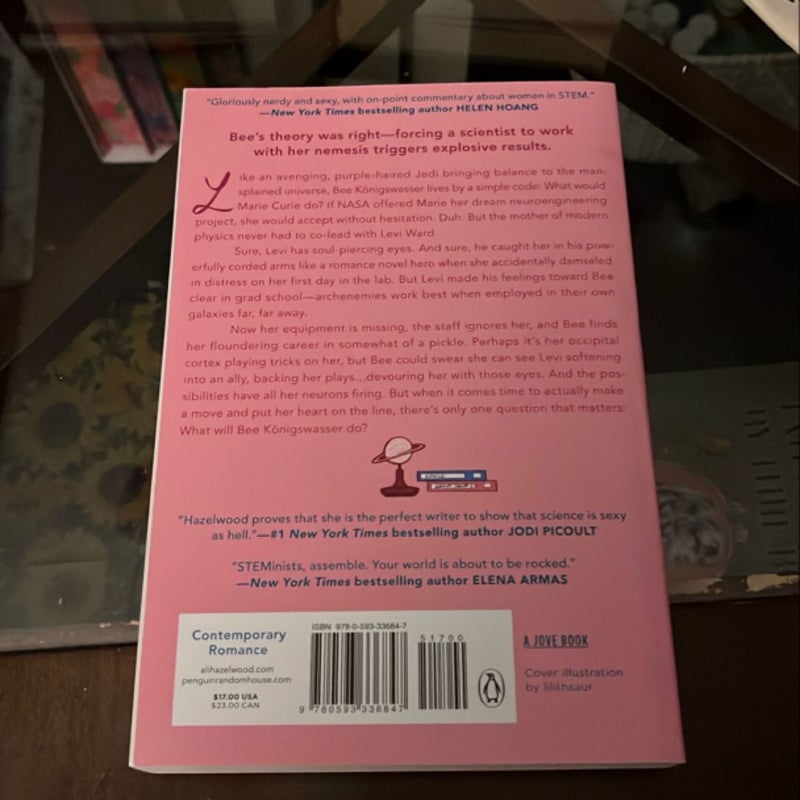 "Gloriously nerdy and sexy, with on-point commentary about women in STEM."
—New York Times bestselling author HELEN HOANG
Bee's theory was right—forcing a scientist to work
with her nemesis triggers explosive results.
Like an avenging, purple-haired Jedi bringing balance to the man-
splained universe, Bee Königswasser lives by a simple code: What would
Marie Curie do? If NASA offered Marie her dream neuroengineering
project, she would accept without hesitation. Duh. But the mother of modern
physics never had to co-lead with Levi Ward.
Sure, Levi has soul-piercing eyes. And sure, he caught her in his pow-
erfully corded arms like a romance novel hero when she accidentally damseled
in distress on her first day in the lab. But Levi made his feelings toward Bee
clear in grad school—archenemies work best when employed in their own
galaxies far, far away.
Now her equipment is missing, the staff ignores her, and Bee finds
her floundering career in somewhat of a pickle. Perhaps it's her occipital
cortex playing tricks on her, but Bee could swear she can see Levi softening
into an ally, backing her plays...devouring her with those eyes. And the pos-
sibilities have all her neurons firing. But when it comes time to actually make
a move and put her heart on the line, there's only one question that matters:
What will Bee Königswasser do?
"Hazelwood proves that she is the perfect writer to show that science is sexy
as hell."—#1 New York Times bestselling author JODI PICOULT
"STEMinists, assemble. Your world is about to be rocked."
—New York Times bestselling author ELENA ARMAS
Contemporary
Romance
alihazelwood.com
penguinrandomhouse.com
$17.00 USA
$23.00 CAN
ISBN 978-0-593-33684-7
51700
9 780593 336847
A JOVE BOOK
Cover illustration
by lilithsaur